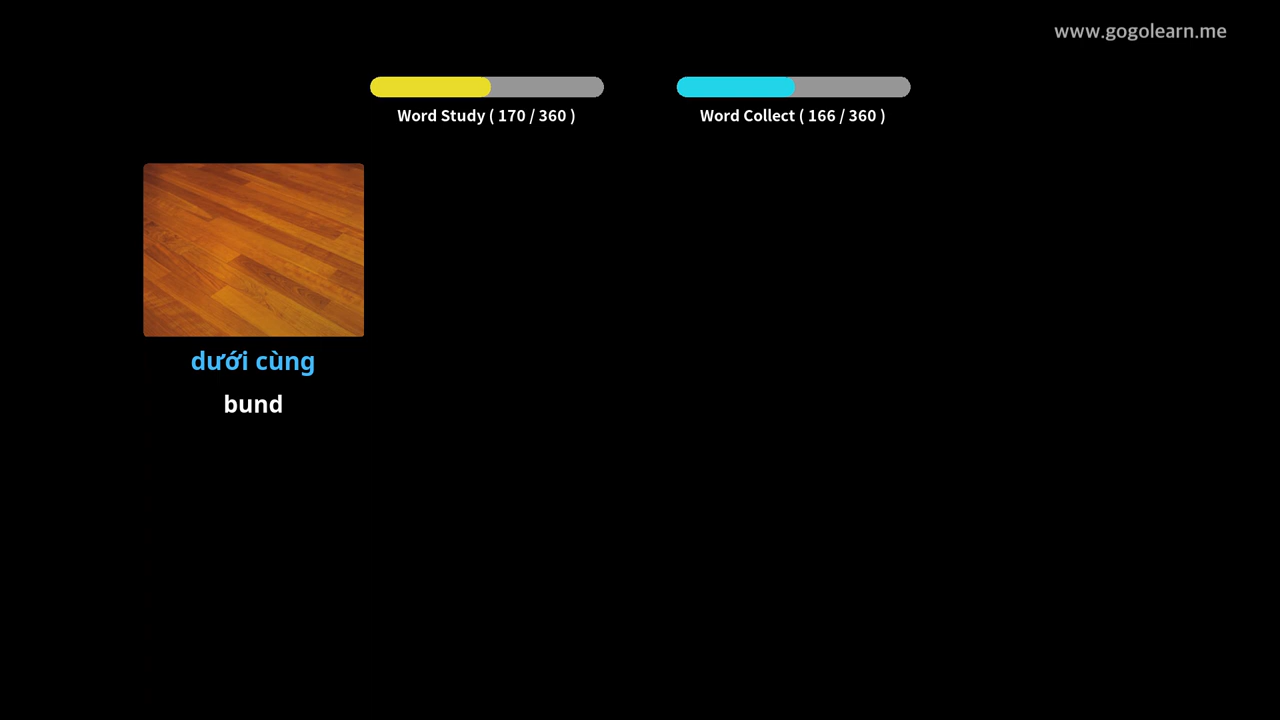 www.gogolearn.me
Word Study ( 170 / 360 )
Word Collect ( 166 / 360 )
dưới cùng
bund